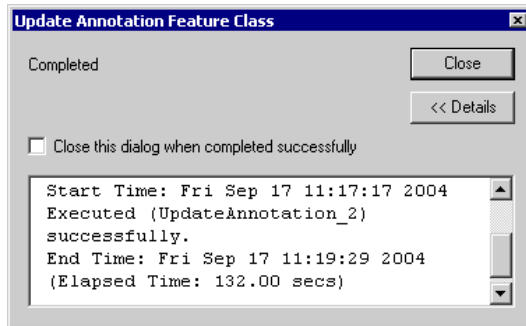 Update Annotation Feature Class
Completed
Close
<< Details
Close this dialog when completed successfully
Start Time: Fri Sep 17 11:17:17 2004
Executed (UpdateAnnotation_2)
successfully.
End Time: Fri Sep 17 11:19:29 2004
(Elapsed Time: 132.00 secs)